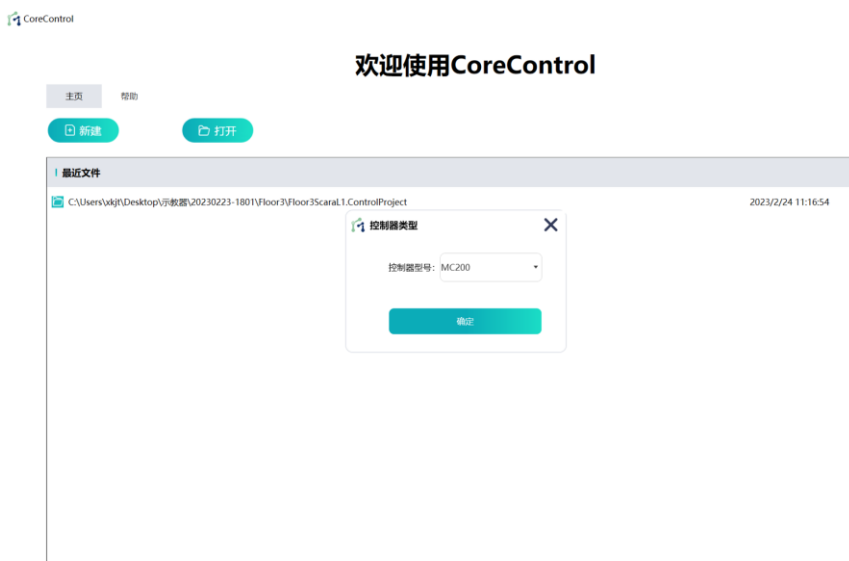 CoreControl
欢迎使用CoreControl
主页 帮助
新建 打开
最近文件
C:\Users\xkjt\Desktop\示教器\20230223-1801\Floor3\Floor3ScaraL1.ControlProject 2023/2/24 11:16:54
控制器类型
控制器型号: MC200
确定